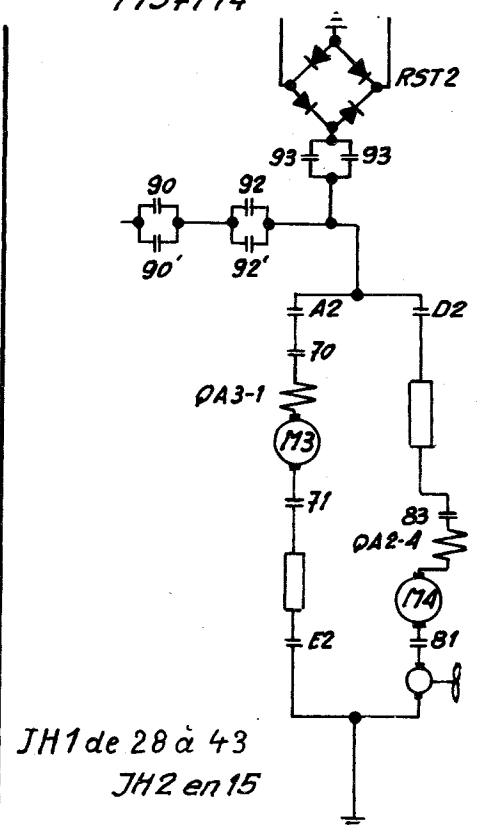 RST2
93 93
90 92
90' 92'
A2 D2
70
QA3-1
M3
71 83
QA2-4
M4
E2 81
JH1 de 28 à 43
JH2 en 15